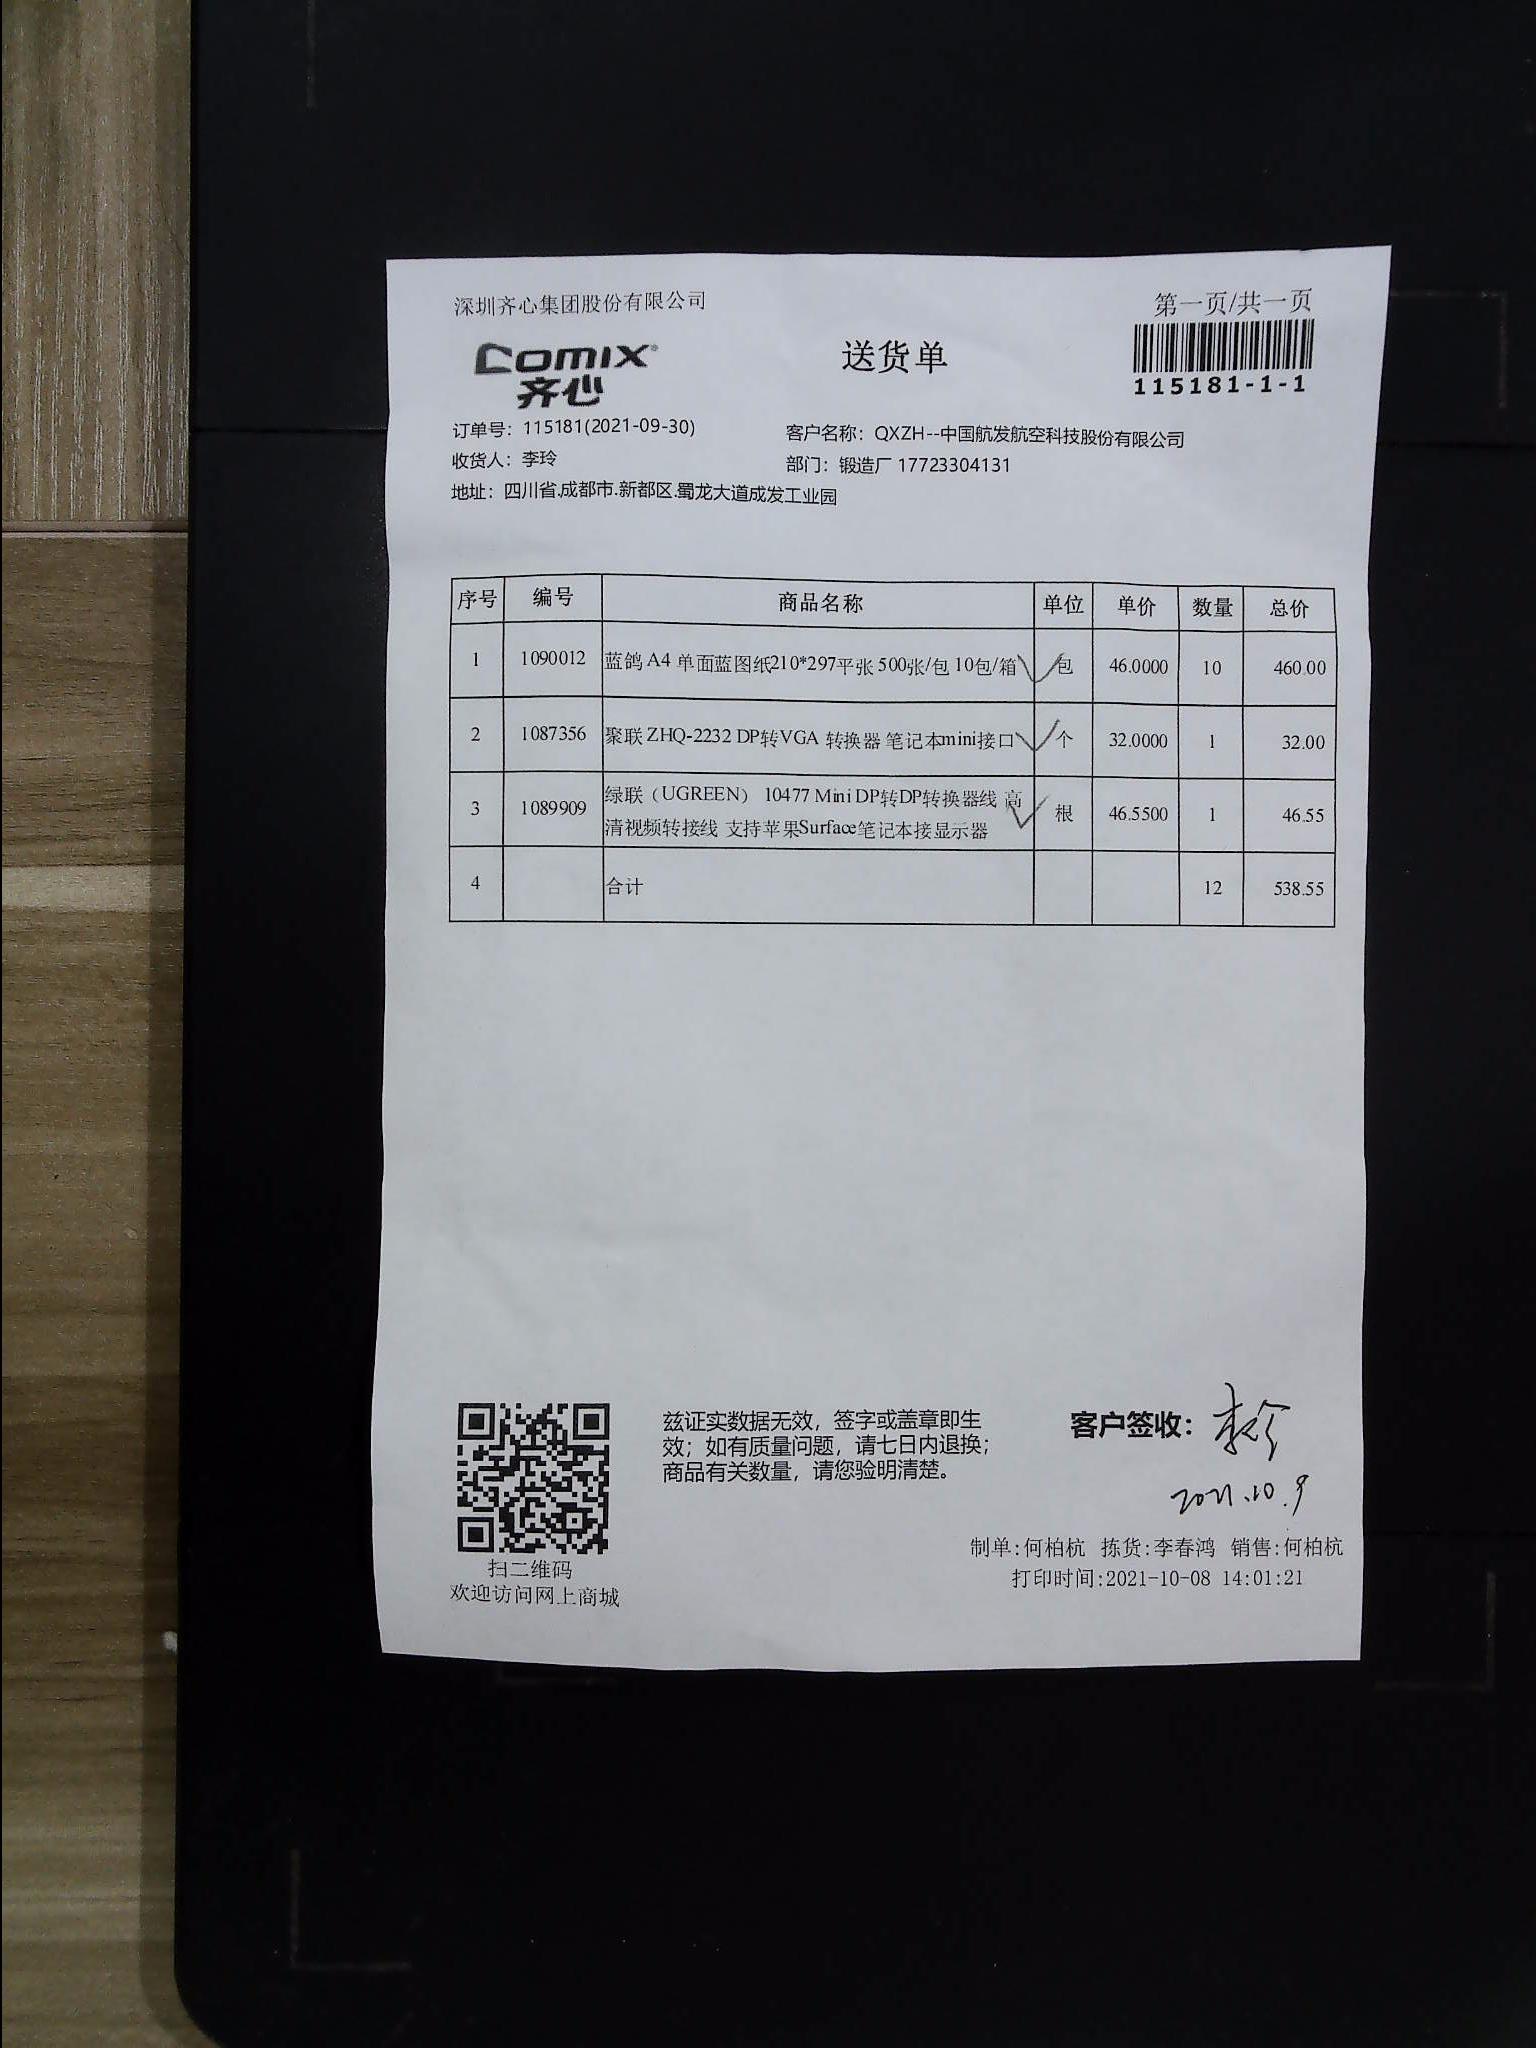 深圳齐心集团股份有限公司
第一页/共一页
comix
齐心
送货单
115181-1-1
订单号：115181(2021-09-30)
客户名称：QXZH--中国航发航空科技股份有限公司
收货人：李玲
部门：锻造厂 17723304131
地址：四川省.成都市.新都区.蜀龙大道成发工业园
序号 编号 商品名称 单位 单价 数量 总价
1 1090012 蓝鸽 A4 单面蓝图纸210*297平张 500张/包 10包/箱 包 46.0000 10 460.00
2 1087356 聚联 ZHQ-2232 DP转VGA 转换器 笔记本mini接口 个 32.0000 1 32.00
3 1089909 绿联（UGREEN） 10477 Mini DP转DP转换器线 高
清视频转接线 支持苹果Surface笔记本接显示器 根 46.5500 1 46.55
4 合计 12 538.55
兹证实数据无效，签字或盖章即生
效；如有质量问题，请七日内退换；
商品有关数量，请您验明清楚。
客户签收：李玲
2021.10.9
扫二维码
欢迎访问网上商城
制单:何柏杭 拣货:李春鸿 销售:何柏杭
打印时间:2021-10-08 14:01:21